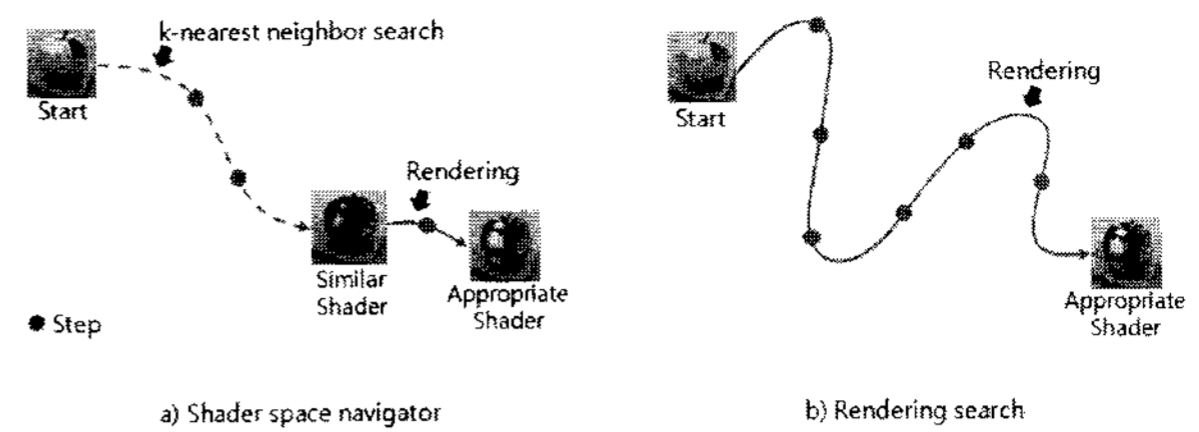 k-nearest neighbor search
Start
Rendering
Similar
Shader
Appropriate
Shader
Step
a) Shader space navigator
Start
Rendering
Appropriate
Shader
b) Rendering search